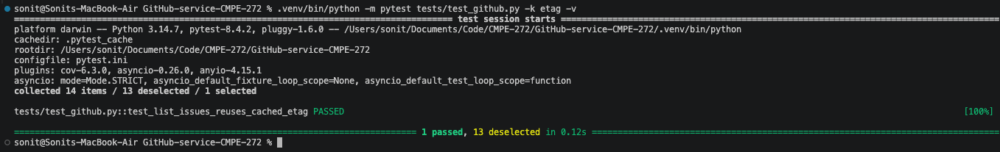 sonit@Sonits-MacBook-Air GitHub-service-CMPE-272 % .venv/bin/python -m pytest tests/test_github.py -k etag -v
============================== test session starts ==============================
platform darwin -- Python 3.14.7, pytest-8.4.2, pluggy-1.6.0 -- /Users/sonit/Documents/Code/CMPE-272/GitHub-service-CMPE-272/.venv/bin/python
cachedir: .pytest_cache
rootdir: /Users/sonit/Documents/Code/CMPE-272/GitHub-service-CMPE-272
configfile: pytest.ini
plugins: cov-6.3.0, asyncio-0.26.0, anyio-4.15.1
asyncio: mode=Mode.STRICT, asyncio_default_fixture_loop_scope=None, asyncio_default_test_loop_scope=function
collected 14 items / 13 deselected / 1 selected
tests/test_github.py::test_list_issues_reuses_cached_etag PASSED [100%]
============================== 1 passed, 13 deselected in 0.12s ==============================
sonit@Sonits-MacBook-Air GitHub-service-CMPE-272 %